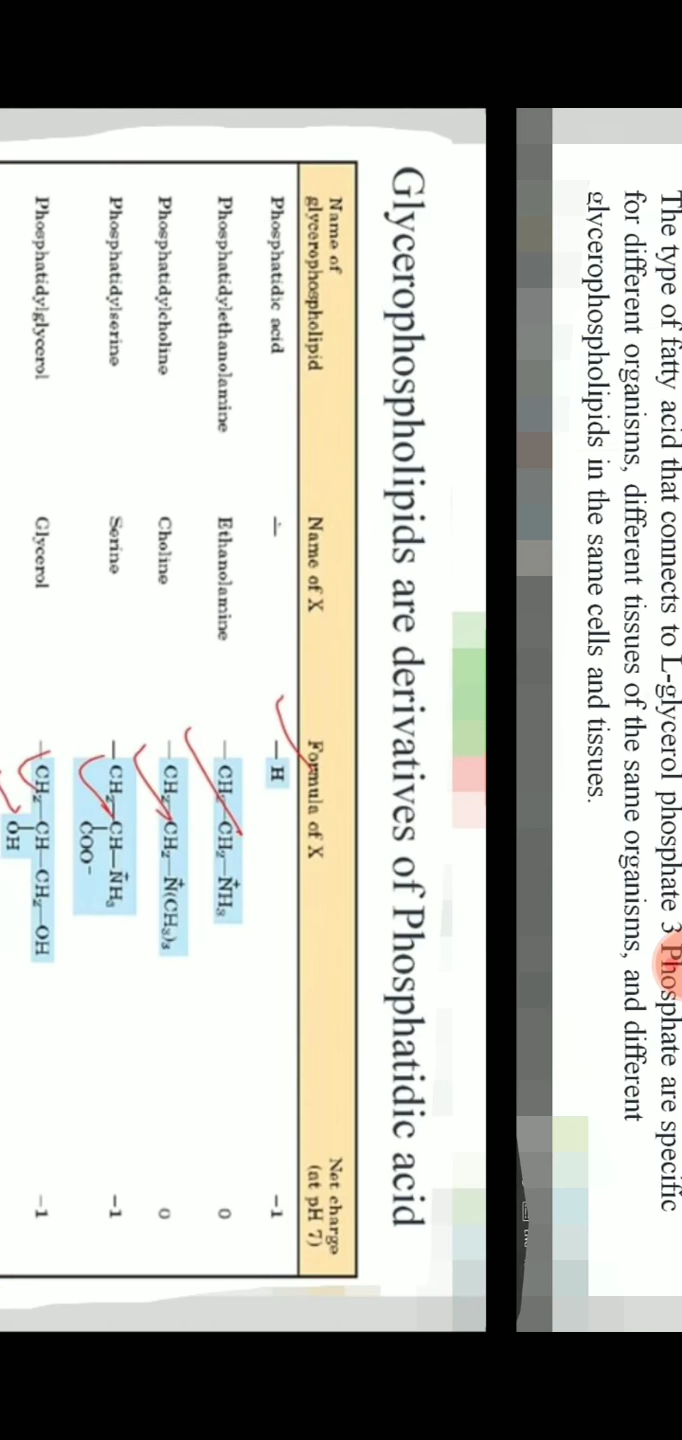 The type of fatty acid that connects to L-glycerol phosphate 3 Phosphate are specific
for different organisms, different tissues of the same organisms, and different
glycerophospholipids in the same cells and tissues.
Glycerophospholipids are derivatives of Phosphatidic acid
Name of glycerophospholipid Name of X Formula of X Net charge (at pH 7)
Phosphatidic acid — — H −1
Phosphatidylethanolamine Ethanolamine —CH₂—CH₂—N⁺H₃ 0
Phosphatidylcholine Choline —CH₂—CH₂—N⁺(CH₃)₃ 0
Phosphatidylserine Serine —CH₂—CH—N⁺H₃ −1
COO⁻
Phosphatidylglycerol Glycerol —CH₂—CH—CH₂—OH −1
OH